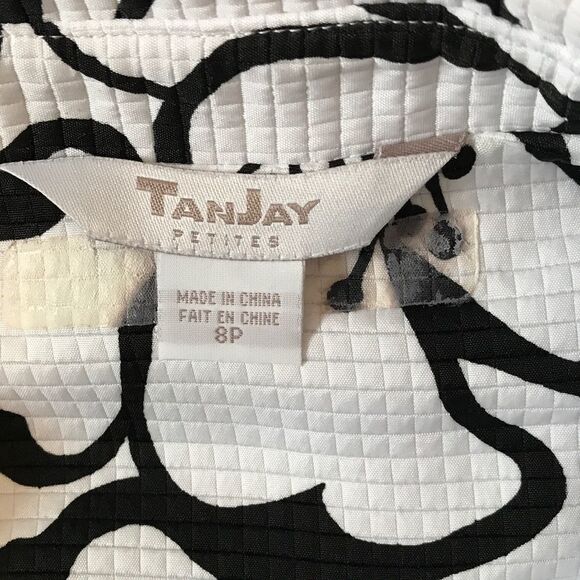 TANJAY
PETITES
MADE IN CHINA
FAIT EN CHINE
8P